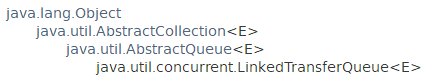 java.lang.Object
java.util.AbstractCollection<E>
java.util.AbstractQueue<E>
java.util.concurrent.LinkedTransferQueue<E>